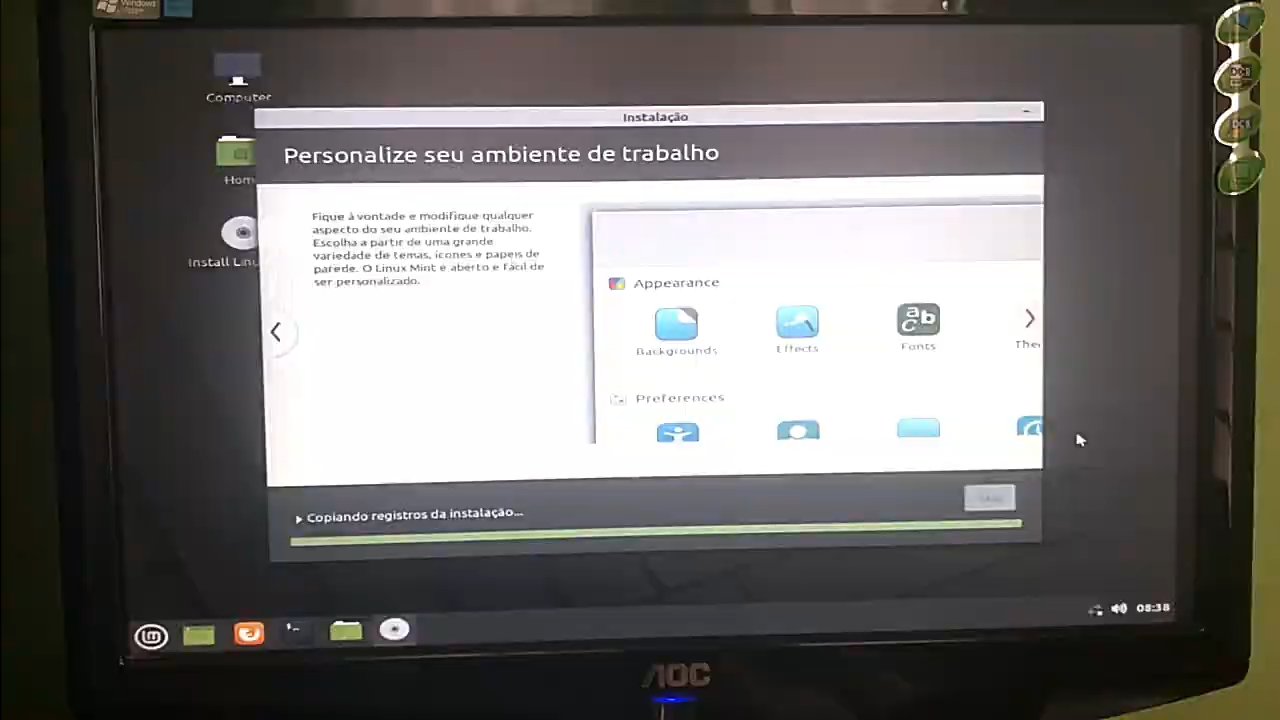 Windows
Computer
Instalação
Personalize seu ambiente de trabalho
Home
Fique à vontade e modifique qualquer
aspecto do seu ambiente de trabalho.
Escolha a partir de uma grande
variedade de temas, ícones e papéis de
parede. O Linux Mint é aberto e fácil de
ser personalizado.
Install Linu
Appearance
Backgrounds
Effects
Fonts
The
Preferences
Copiando registros da instalação...
08:38
AOC